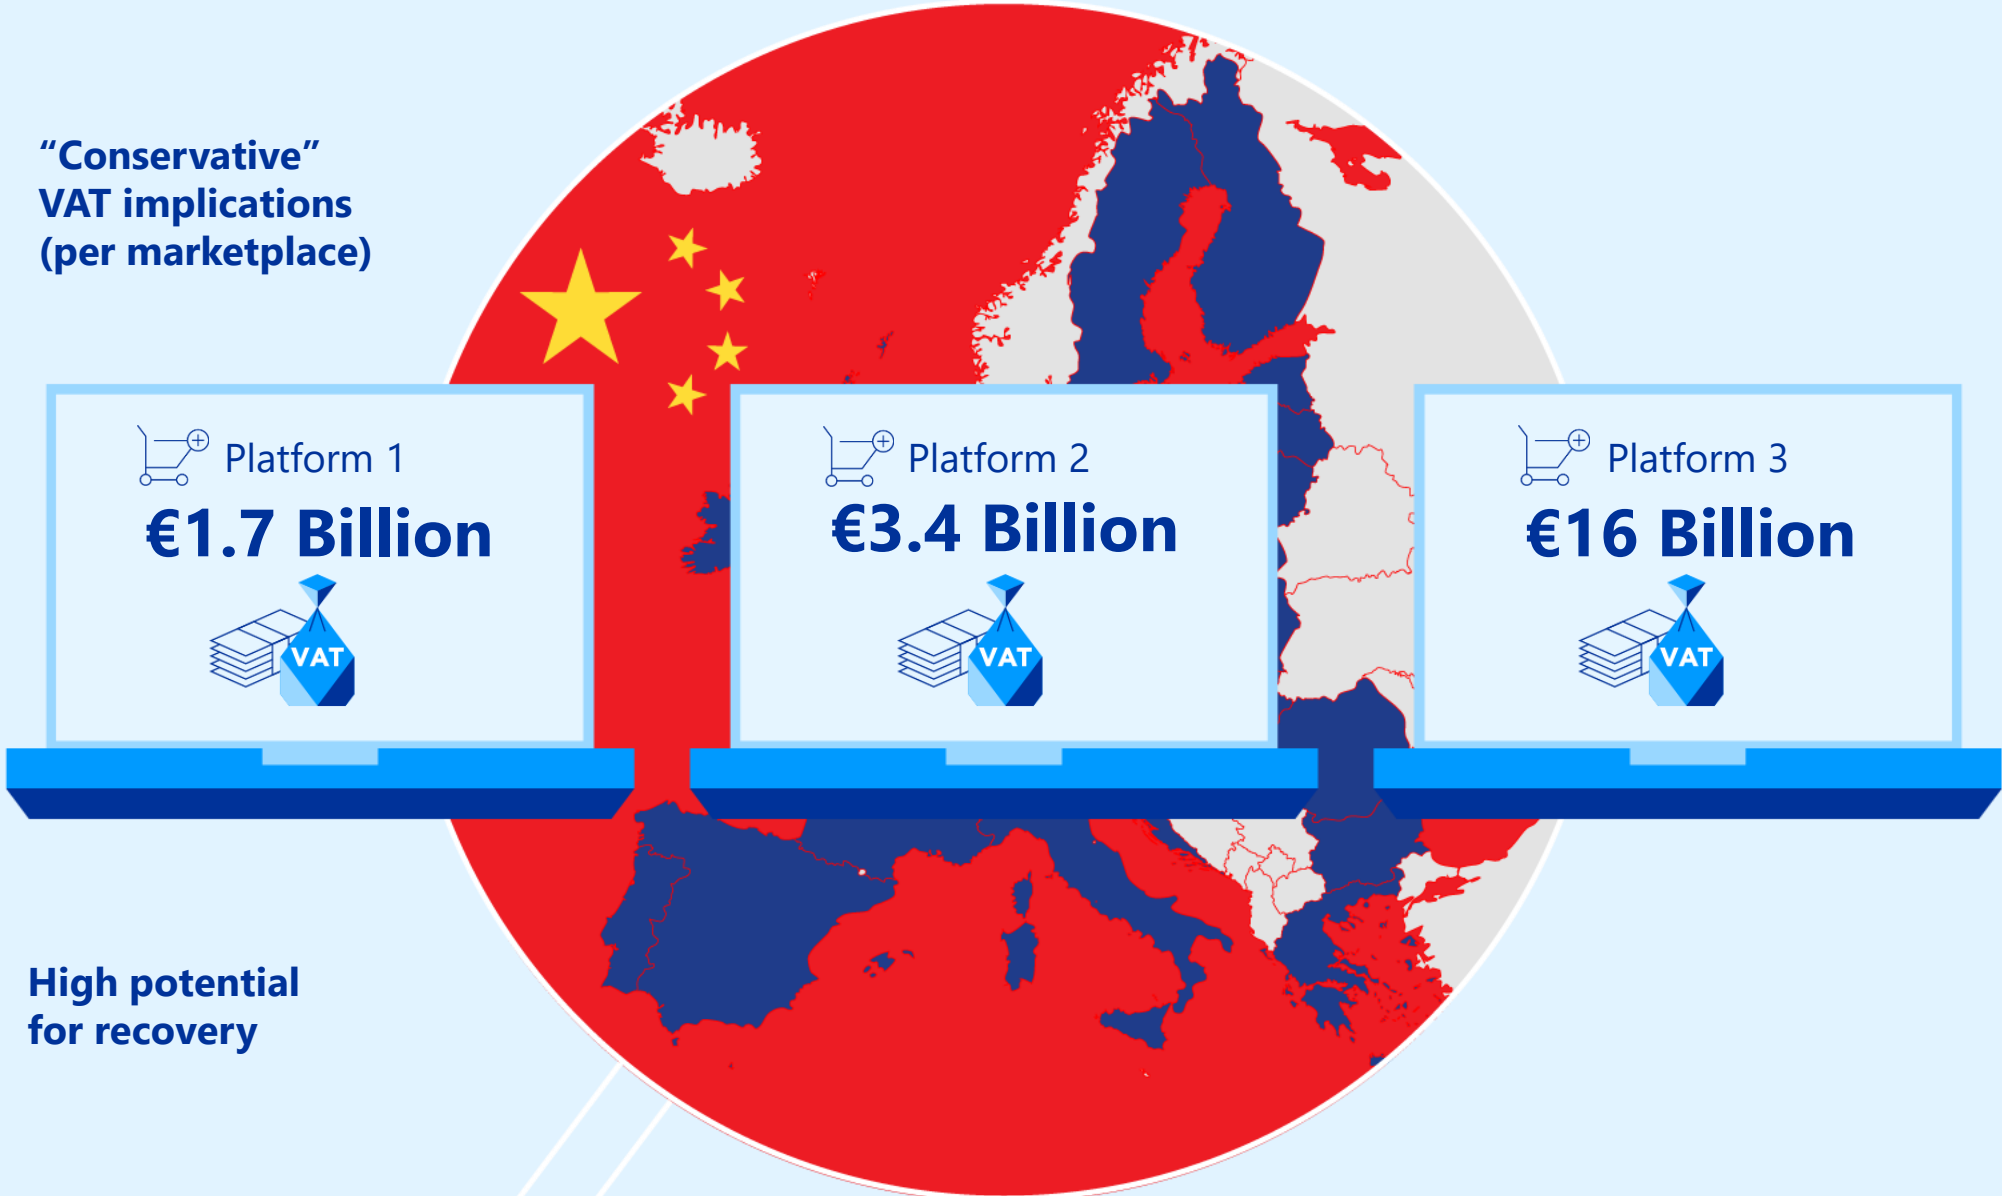 “Conservative”
VAT implications
(per marketplace)
Platform 1
€1.7 Billion
VAT
Platform 2
€3.4 Billion
VAT
Platform 3
€16 Billion
VAT
High potential
for recovery